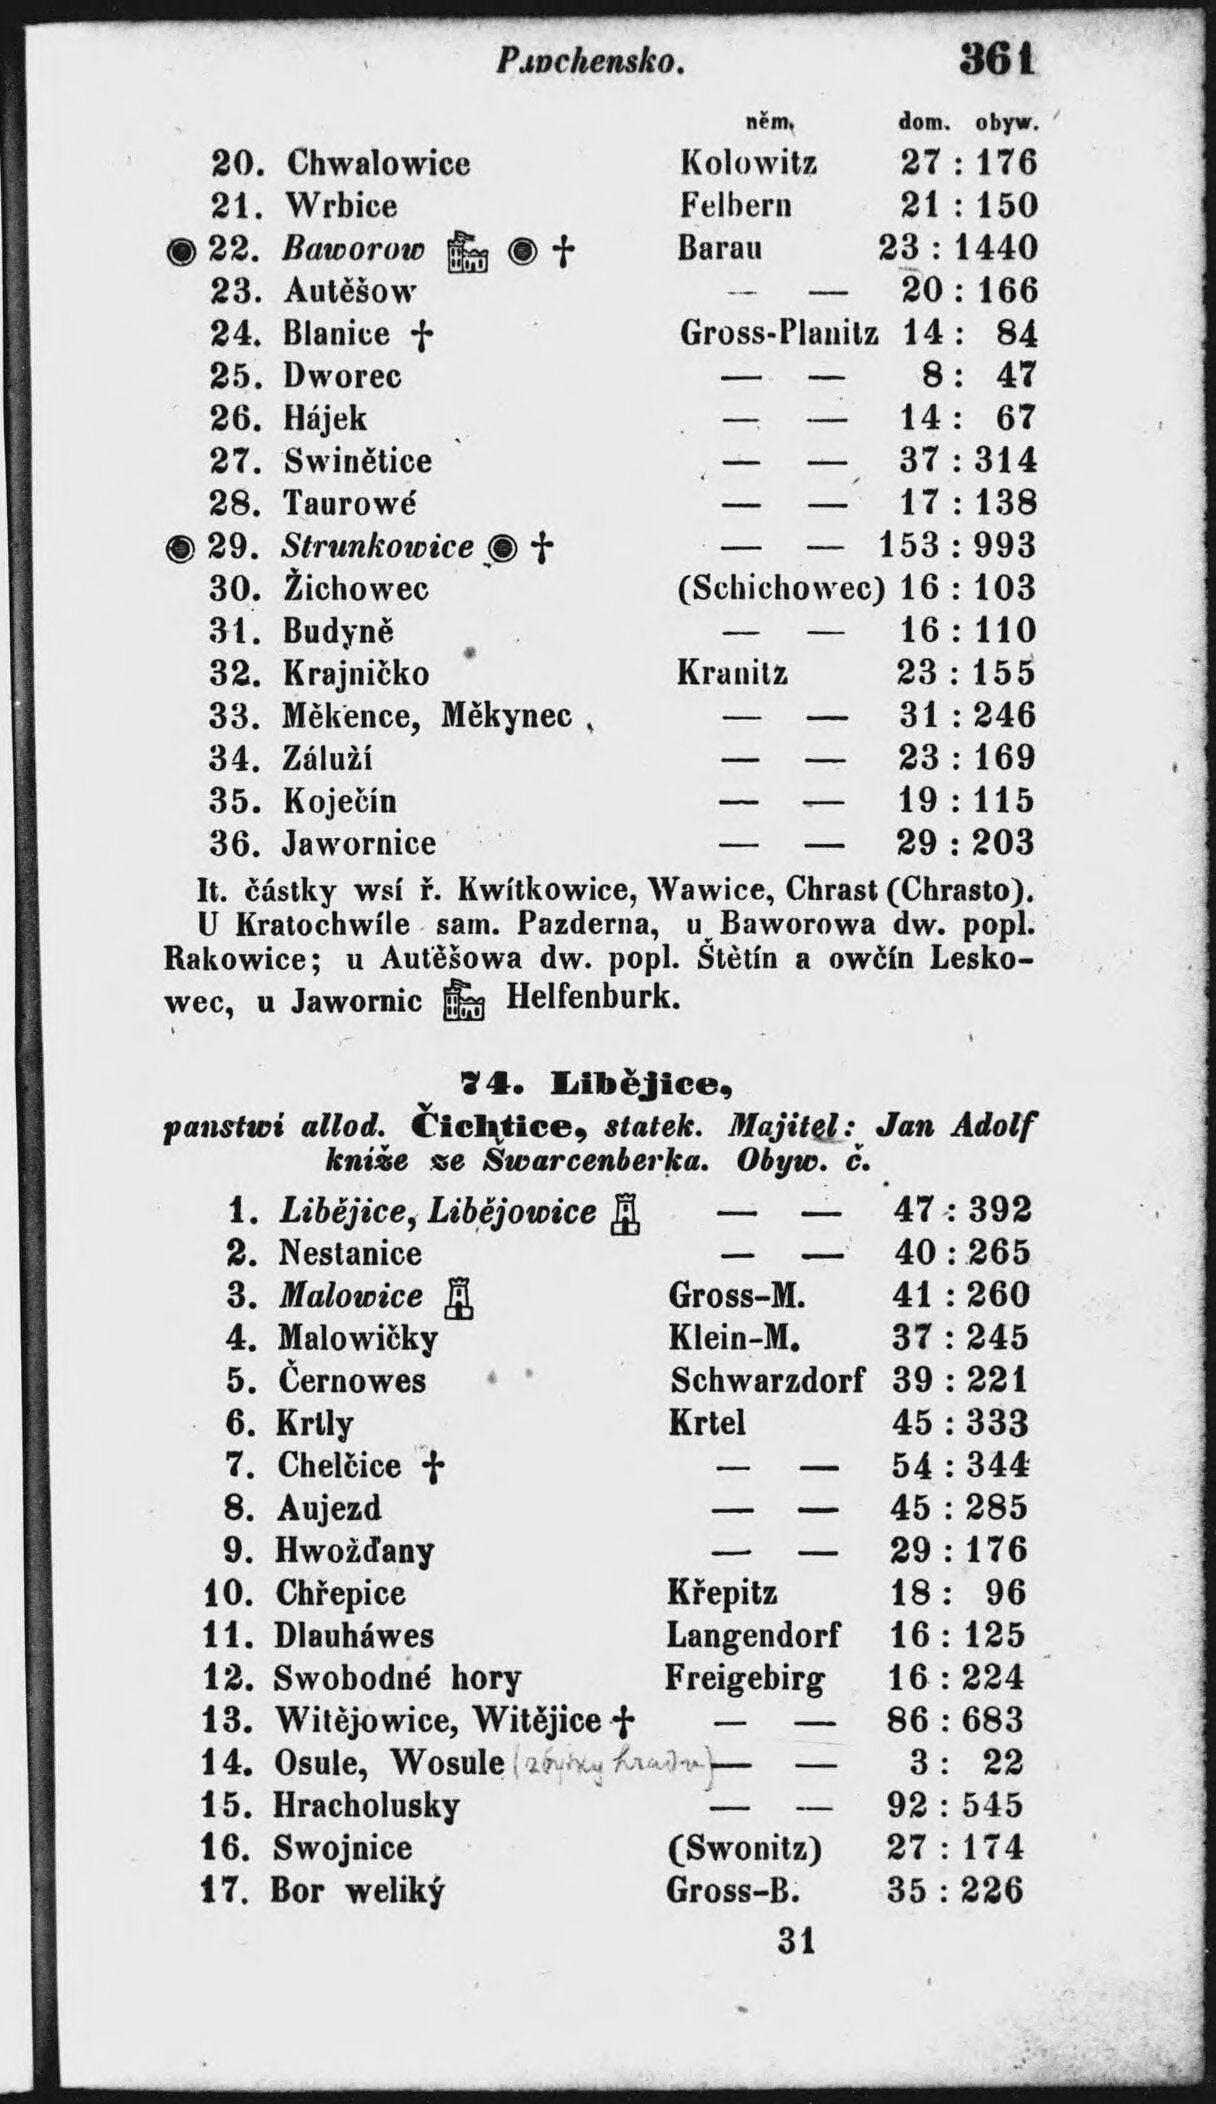 Prachensko. 361
něm. dom. obyw.
20. Chwalowice Kolowitz 27 : 176
21. Wrbice Felbern 21 : 150
22. Baworow † Barau 23 : 1440
23. Autěšow — — 20 : 166
24. Blanice † Gross-Planitz 14 : 84
25. Dworec — — 8 : 47
26. Hájek — — 14 : 67
27. Swinětice — — 37 : 314
28. Taurowé — — 17 : 138
29. Strunkowice † — — 153 : 993
30. Žichowec (Schichowec) 16 : 103
31. Budyně — — 16 : 110
32. Krajničko Kranitz 23 : 155
33. Měkence, Měkynec — — 31 : 246
34. Záluží — — 23 : 169
35. Koječín — — 19 : 115
36. Jawornice — — 29 : 203
It. částky wsí ř. Kwítkowice, Wawice, Chrast (Chrasto).
U Kratochwíle sam. Pazderna, u Baworowa dw. popl.
Rakowice; u Autěšowa dw. popl. Štětín a owčín Lesko-
wec, u Jawornic Helfenburk.
74. Libějice,
panstwi allod. Čichtice, statek. Majitel: Jan Adolf
kníže ze Šwarcenberka. Obyw. č.
1. Libějice, Libějowice — — 47 : 392
2. Nestanice — — 40 : 265
3. Malowice Gross-M. 41 : 260
4. Malowičky Klein-M. 37 : 245
5. Černowes Schwarzdorf 39 : 221
6. Krtly Krtel 45 : 333
7. Chelčice † — — 54 : 344
8. Aujezd — — 45 : 285
9. Hwožďany — — 29 : 176
10. Chřepice Křepitz 18 : 96
11. Dlauháwes Langendorf 16 : 125
12. Swobodné hory Freigebirg 16 : 224
13. Witějowice, Witějice † — — 86 : 683
14. Osule, Wosule (zbytky hradu) — — 3 : 22
15. Hracholusky — — 92 : 545
16. Swojnice (Swonitz) 27 : 174
17. Bor weliký Gross-B. 35 : 226
31